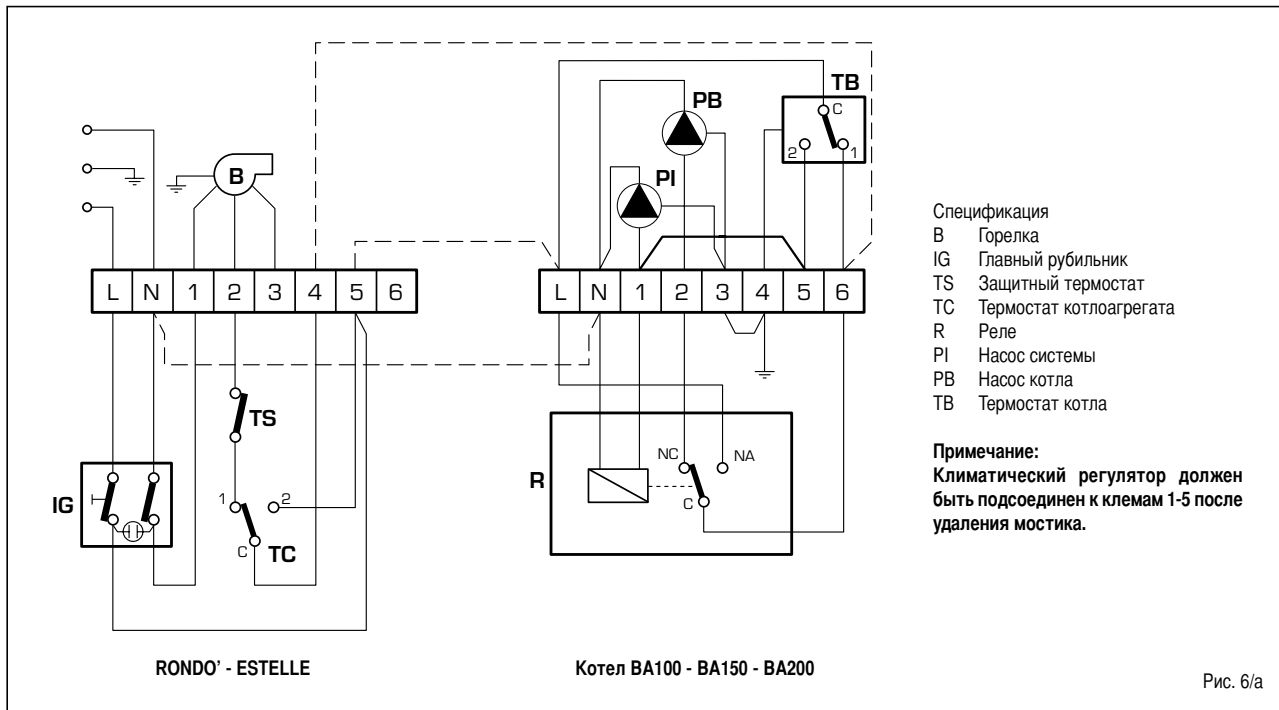 TB
C
2
1
PB
PI
B
L N 1 2 3 4 5 6
L N 1 2 3 4 5 6
TS
IG
1
2
C
TC
R
NC
NA
C
Спецификация
B Горелка
IG Главный рубильник
TS Защитный термостат
TC Термостат котлоагрегата
R Реле
PI Насос системы
PB Насос котла
TB Термостат котла
Примечание:
Климатический регулятор должен
быть подсоединен к клемам 1-5 после
удаления мостика.
RONDO' - ESTELLE
Котел BA100 - BA150 - BA200
Рис. 6/a